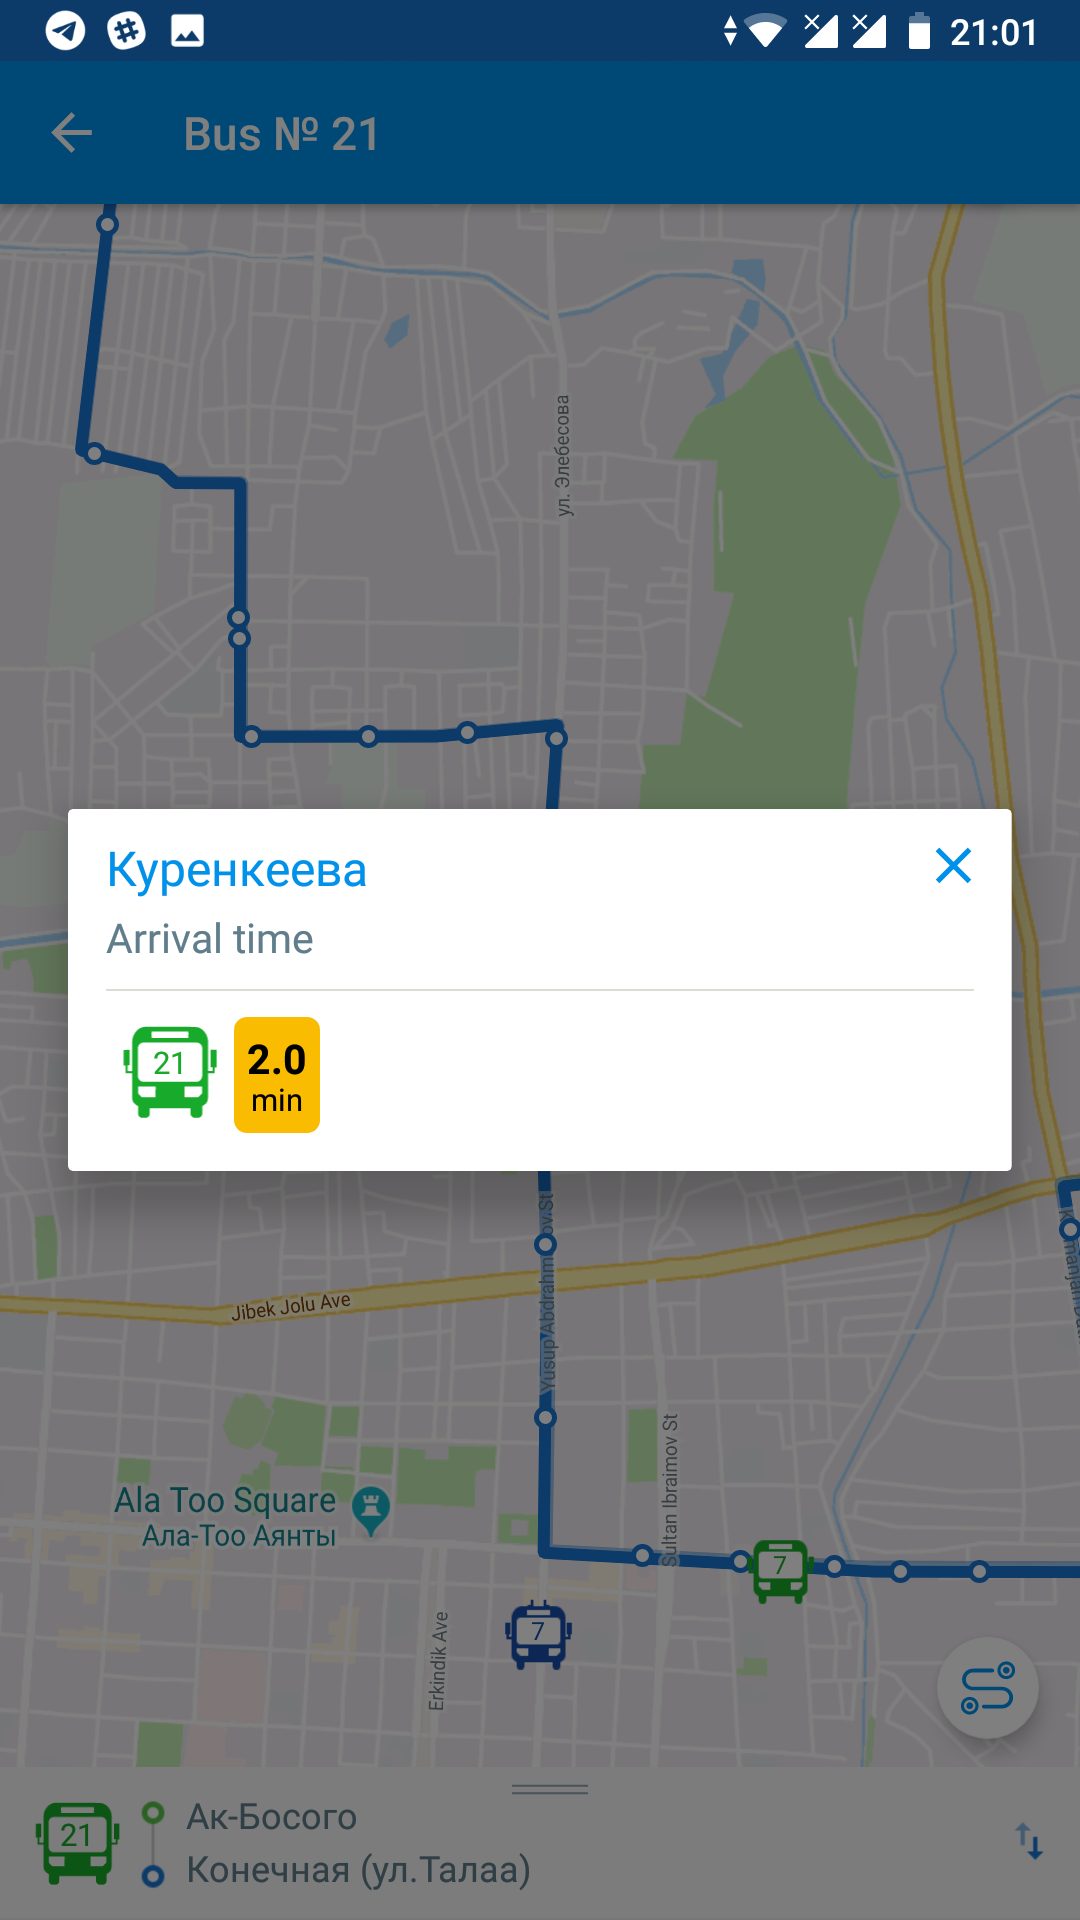 21:01
Bus № 21
ул. Элебесова
Куренкеева
Arrival time
21
2.0
min
Yusup Abdrahmanov St
Jibek Jolu Ave
Ala Too Square
Ала-Тоо Аянты
Sultan Ibraimov St
7
7
Erkindik Ave
21
Ак-Босого
Конечная (ул.Талаа)